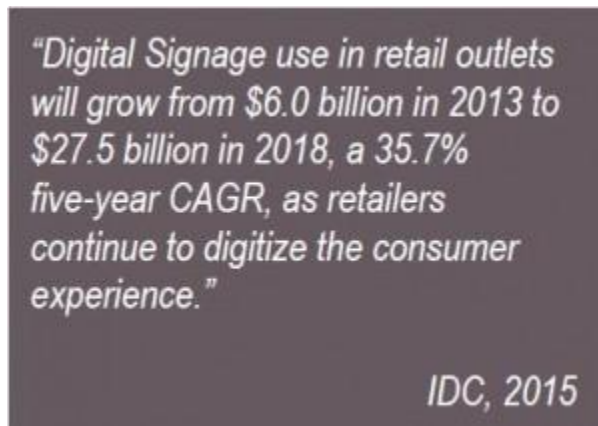 “Digital Signage use in retail outlets
will grow from $6.0 billion in 2013 to
$27.5 billion in 2018, a 35.7%
five-year CAGR, as retailers
continue to digitize the consumer
experience.”
IDC, 2015